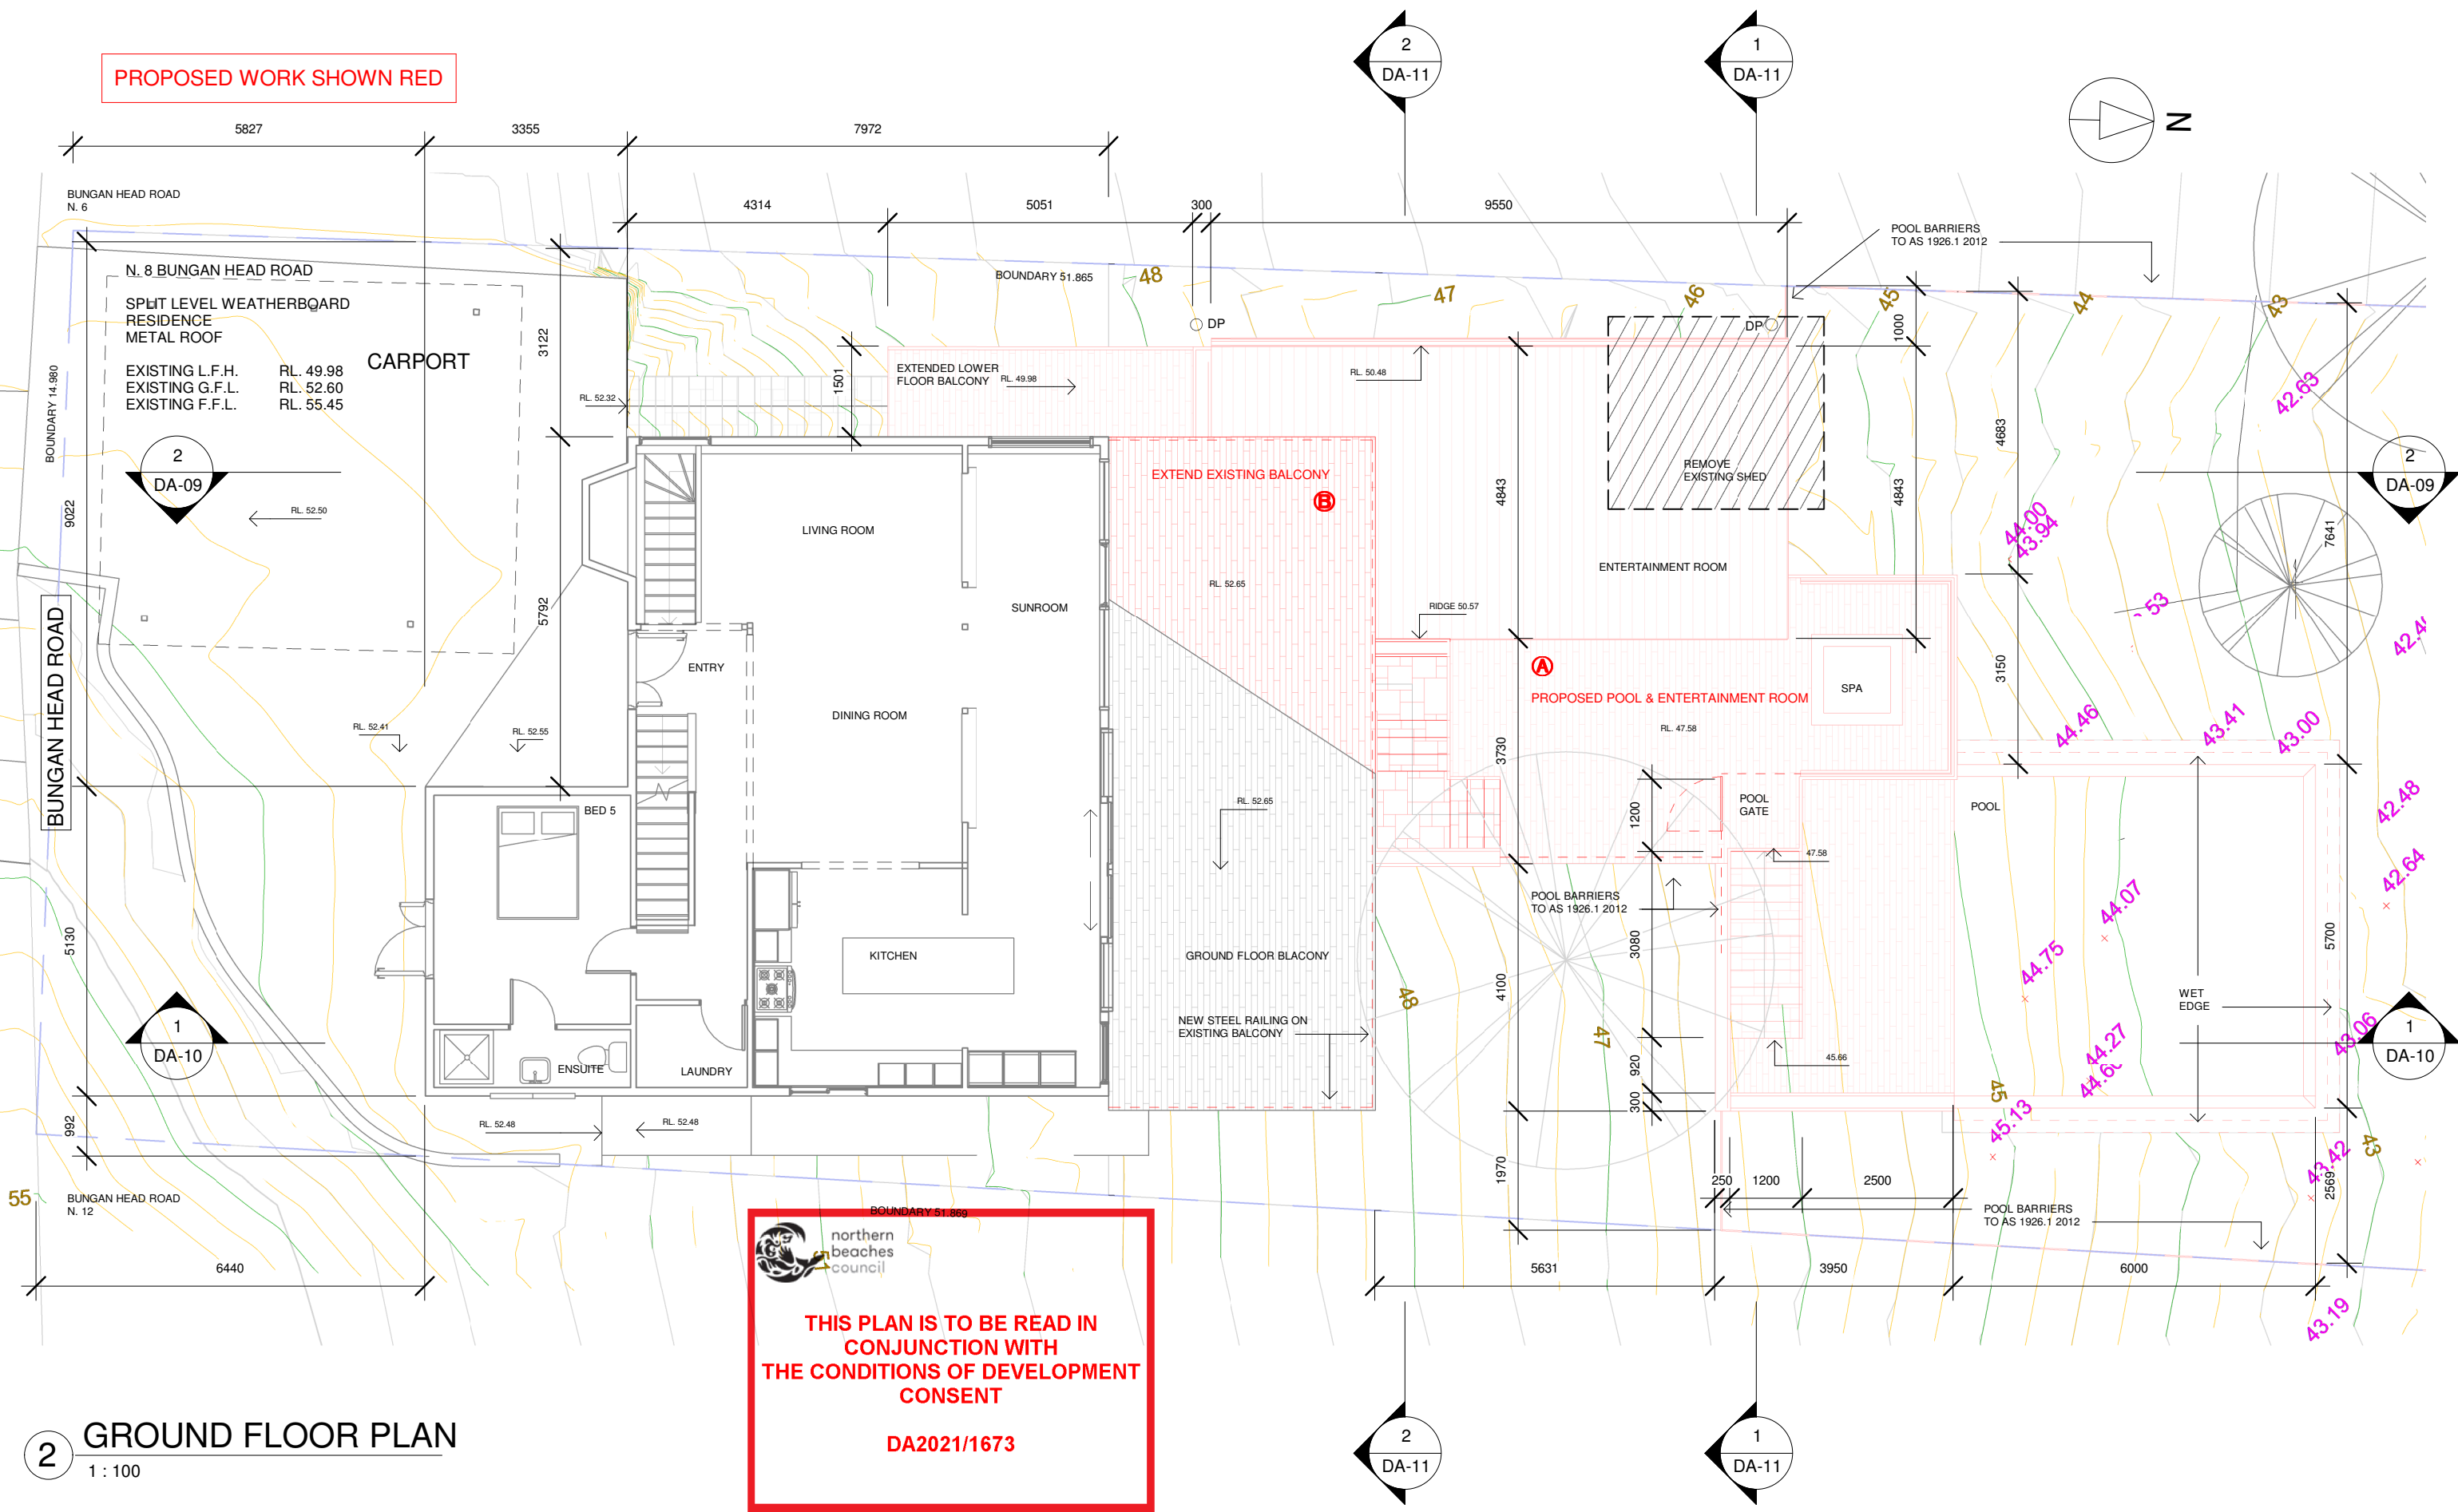 PROPOSED WORK SHOWN RED
2
DA-11
1
DA-11
N
5827
3355
7972
BUNGAN HEAD ROAD
N. 6
4314
5051
300
9550
POOL BARRIERS
TO AS 1926.1 2012
N. 8 BUNGAN HEAD ROAD
SPLIT LEVEL WEATHERBOARD
RESIDENCE
METAL ROOF
EXISTING L.F.H. RL. 49.98
EXISTING G.F.L. RL. 52.60
EXISTING F.F.L. RL. 55.45
CARPORT
BOUNDARY 14.980
BOUNDARY 51.865
48
47
46
45
44
43
DP
DP
3122
1501
1000
EXTENDED LOWER
FLOOR BALCONY
RL. 49.98
RL. 50.48
RL. 52.32
42.63
4683
2
DA-09
RL. 52.50
9022
EXTEND EXISTING BALCONY
B
4843
REMOVE
EXISTING SHED
4843
2
DA-09
LIVING ROOM
44.00
43.94
7641
ENTERTAINMENT ROOM
RL. 52.65
SUNROOM
RIDGE 50.57
5792
53
BUNGAN HEAD ROAD
ENTRY
A
PROPOSED POOL & ENTERTAINMENT ROOM
SPA
3150
DINING ROOM
RL. 52.41
RL. 52.55
RL. 47.58
3730
44.46
43.41
43.00
BED 5
RL. 52.65
1200
POOL
GATE
POOL
42.48
47.58
42.64
POOL BARRIERS
TO AS 1926.1 2012
44.07
5130
KITCHEN
GROUND FLOOR BLACONY
3080
5700
44.75
4100
48
WET
EDGE
1
DA-10
NEW STEEL RAILING ON
EXISTING BALCONY
47
43.06
1
DA-10
44.27
45.66
ENSUITE
LAUNDRY
920
300
45
45.13
43
992
RL. 52.48
RL. 52.48
1970
43.42
2569
250
1200
2500
55
BUNGAN HEAD ROAD
N. 12
BOUNDARY 51.869
POOL BARRIERS
TO AS 1926.1 2012
northern
beaches
council
51
6440
5631
3950
6000
43.19
THIS PLAN IS TO BE READ IN
CONJUNCTION WITH
THE CONDITIONS OF DEVELOPMENT
CONSENT
DA2021/1673
2
GROUND FLOOR PLAN
1 : 100
2
DA-11
1
DA-11